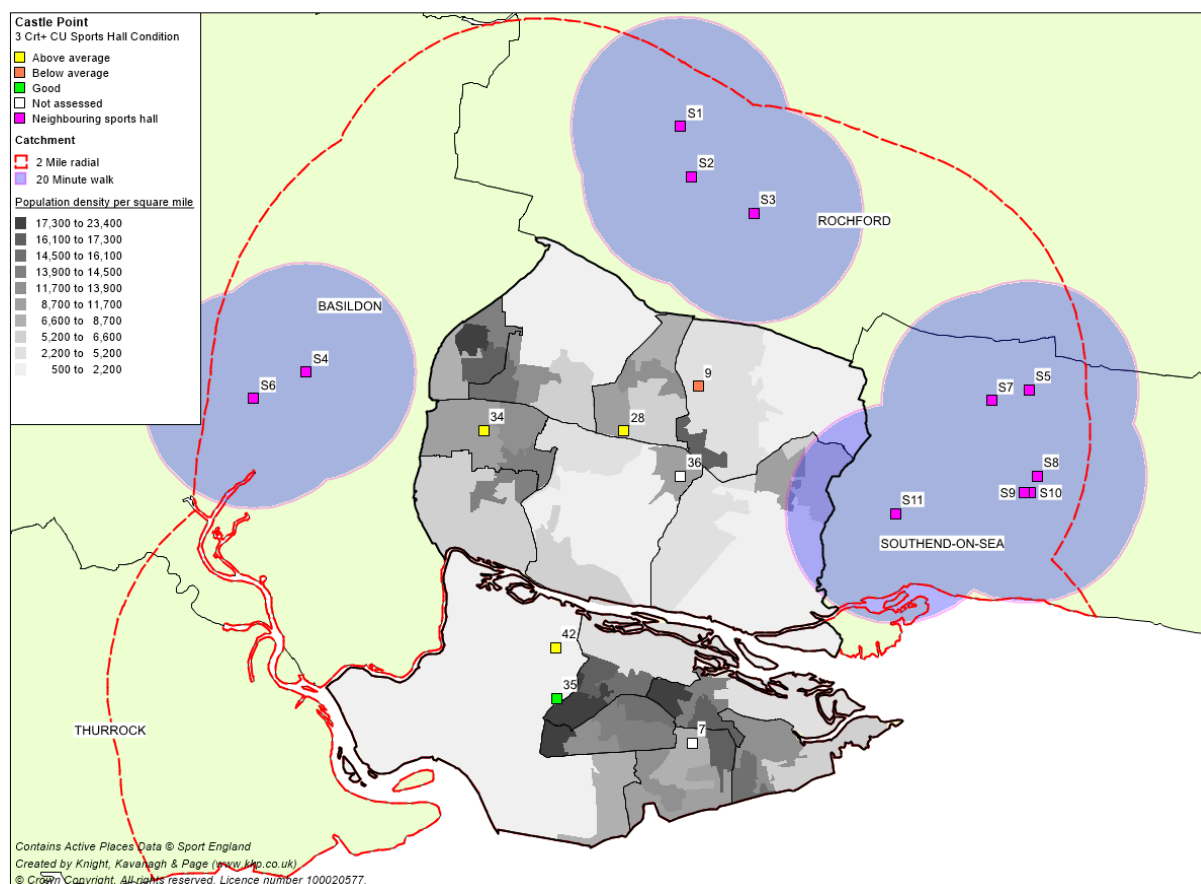 Castle Point
3 Crt+ CU Sports Hall Condition
Above average
Below average
Good
Not assessed
Neighbouring sports hall
Catchment
2 Mile radial
20 Minute walk
Population density per square mile
17,300 to 23,400
16,100 to 17,300
14,500 to 16,100
13,900 to 14,500
11,700 to 13,900
8,700 to 11,700
6,600 to 8,700
5,200 to 6,600
2,200 to 5,200
500 to 2,200
S1
S2
S3
ROCHFORD
BASILDON
S4
S6
9
S5
S7
34
28
36
S8
S9
S10
S11
SOUTHEND-ON-SEA
42
35
7
THURROCK
Contains Active Places Data © Sport England
Created by Knight, Kavanagh & Page (www.kkp.co.uk)
© Crown Copyright. All rights reserved. Licence number 100020577.